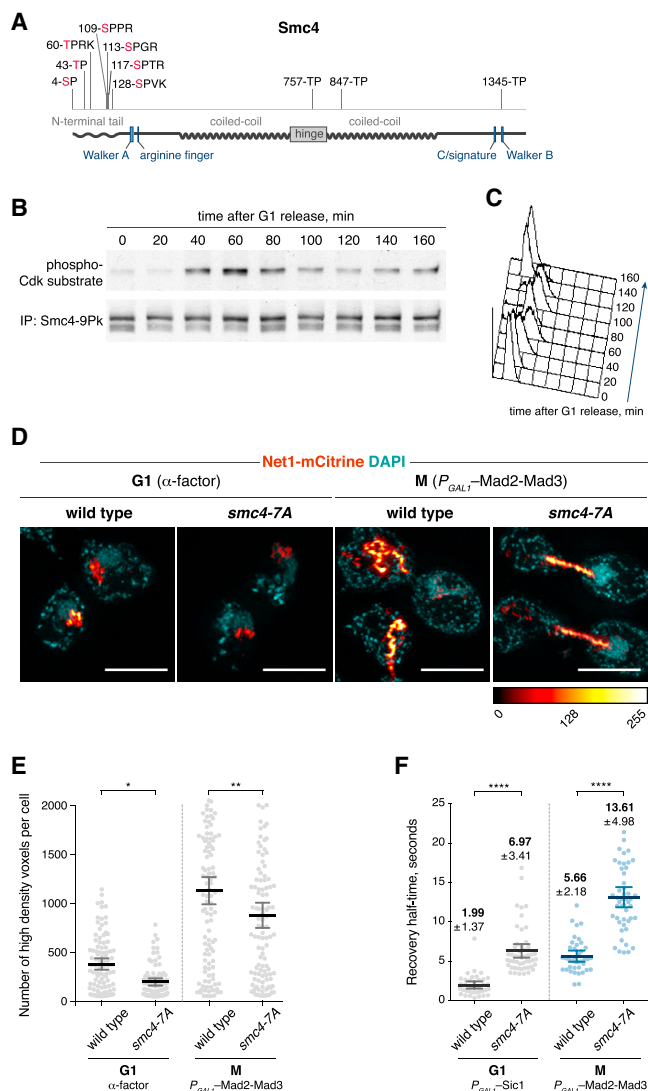 A
Smc4
109-SPPR
60-TPRK
113-SPGR
43-TP
117-SPTR
4-SP
128-SPVK
757-TP
847-TP
1345-TP
N-terminal tail
coiled-coil
hinge
coiled-coil
Walker A
arginine finger
C/signature
Walker B
B
time after G1 release, min
0 20 40 60 80 100 120 140 160
phospho-
Cdk substrate
IP: Smc4-9Pk
C
160
140
120
100
80
60
40
20
0
time after G1 release, min
D
Net1-mCitrine DAPI
G1 (α-factor)
M (PGAL1–Mad2-Mad3)
wild type
smc4-7A
wild type
smc4-7A
0
128
255
E
Number of high density voxels per cell
2000
1500
1000
500
0
*
**
wild type
smc4-7A
wild type
smc4-7A
G1
α-factor
M
PGAL1–Mad2-Mad3
F
Recovery half-time, seconds
25
20
15
10
5
0
****
****
1.99
±1.37
6.97
±3.41
5.66
±2.18
13.61
±4.98
wild type
smc4-7A
wild type
smc4-7A
G1
PGAL1–Sic1
M
PGAL1–Mad2-Mad3